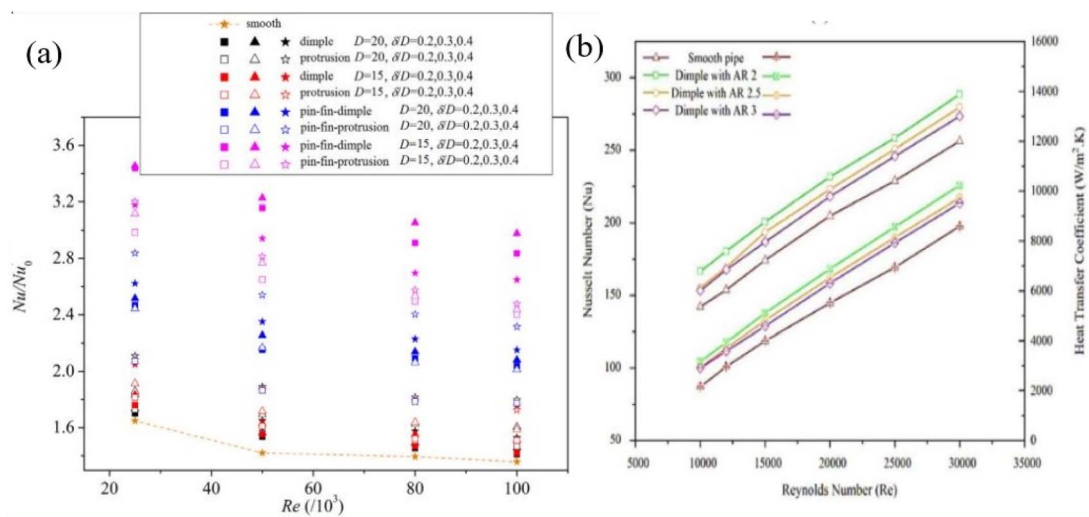 (a)
smooth
dimple D=20, δ/D=0.2,0.3,0.4
protrusion D=20, δ/D=0.2,0.3,0.4
dimple D=15, δ/D=0.2,0.3,0.4
protrusion D=15, δ/D=0.2,0.3,0.4
pin-fin-dimple D=20, δ/D=0.2,0.3,0.4
pin-fin-protrusion D=20, δ/D=0.2,0.3,0.4
pin-fin-dimple D=15, δ/D=0.2,0.3,0.4
pin-fin-protrusion D=15, δ/D=0.2,0.3,0.4
3.6
3.2
2.8
2.4
2.0
1.6
Nu/Nu0
20 40 60 80 100
Re (/10³)
(b)
Smooth pipe
Dimple with AR 2
Dimple with AR 2.5
Dimple with AR 3
300
250
200
150
100
50
Nusselt Number (Nu)
16000
14000
12000
10000
8000
6000
4000
2000
0
Heat Transfer Coefficient (W/m².K)
5000 10000 15000 20000 25000 30000 35000
Reynolds Number (Re)